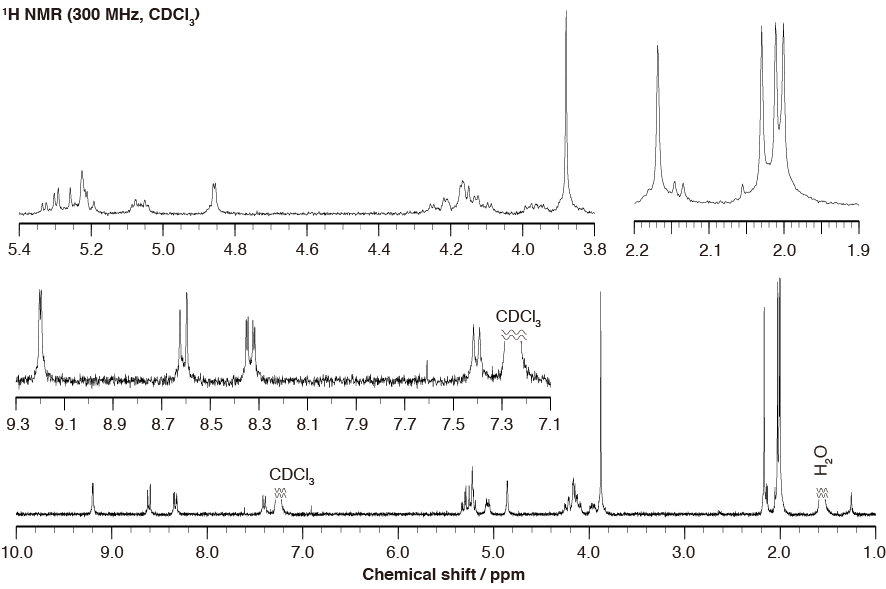 ¹H NMR (300 MHz, CDCl₃)
5.4 5.2 5.0 4.8 4.6 4.4 4.2 4.0 3.8
2.2 2.1 2.0 1.9
CDCl₃
9.3 9.1 8.9 8.7 8.5 8.3 8.1 7.9 7.7 7.5 7.3 7.1
CDCl₃
H₂O
10.0 9.0 8.0 7.0 6.0 5.0 4.0 3.0 2.0 1.0
Chemical shift / ppm